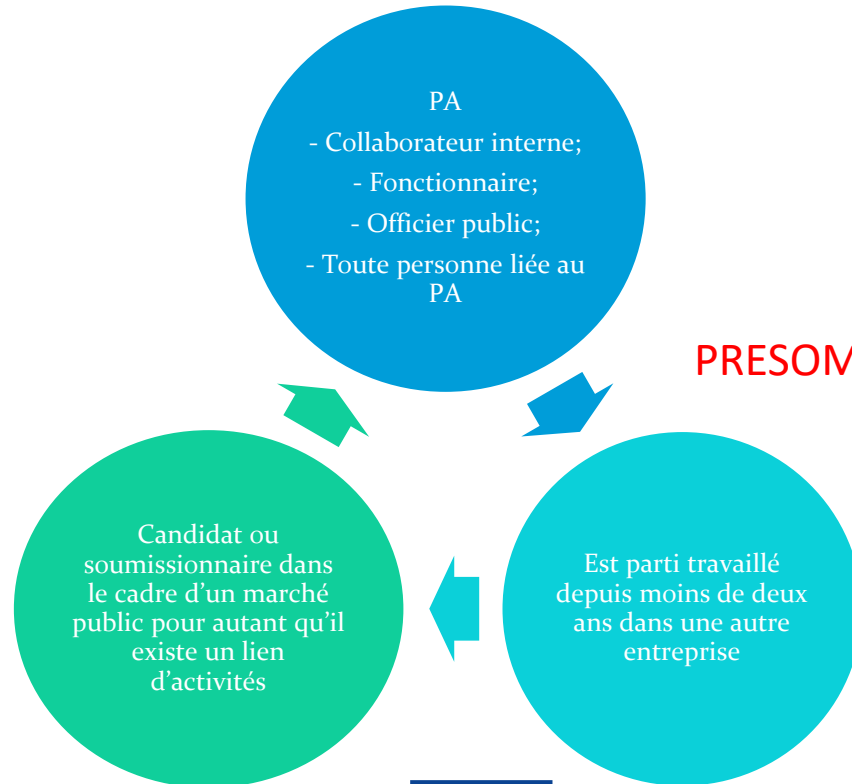 PA
- Collaborateur interne;
- Fonctionnaire;
- Officier public;
- Toute personne liée au
PA
PRESOM
Candidat ou
soumissionnaire dans
le cadre d’un marché
public pour autant qu’il
existe un lien
d’activités
Est parti travaillé
depuis moins de deux
ans dans une autre
entreprise